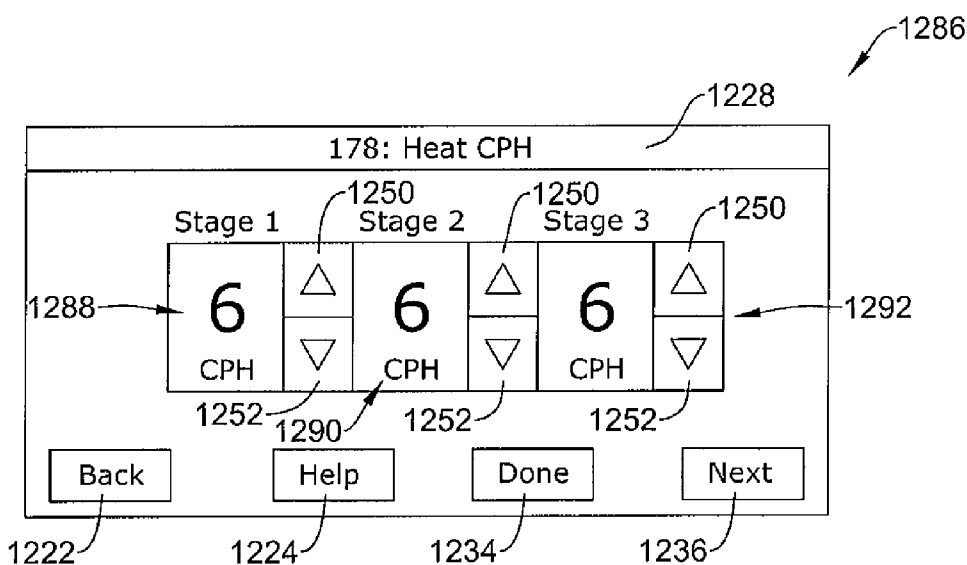 1286
1228
178: Heat CPH
1250 1250 1250
Stage 1 Stage 2 Stage 3
1288 6 6 6 1292
CPH CPH CPH
1252 1290 1252 1252
Back Help Done Next
1222 1224 1234 1236